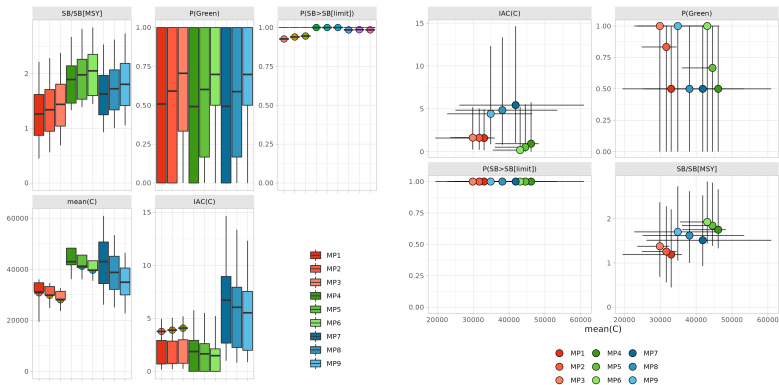 SB/SB[MSY]
P(Green)
P(SB>SB[limit])
2
1
0
1.00
0.75
0.50
0.25
0.00
1.00
0.75
0.50
0.25
0.00
mean(C)
IAC(C)
60000
40000
20000
0
15
10
5
0
MP1
MP2
MP3
MP4
MP5
MP6
MP7
MP8
MP9
IAC(C)
P(Green)
15
10
5
0
1.00
0.75
0.50
0.25
0.00
P(SB>SB[limit])
SB/SB[MSY]
1.00
0.75
0.50
0.25
0.00
2
1
0
20000 30000 40000 50000 60000
20000 30000 40000 50000 60000
mean(C)
MP1 MP4 MP7
MP2 MP5 MP8
MP3 MP6 MP9